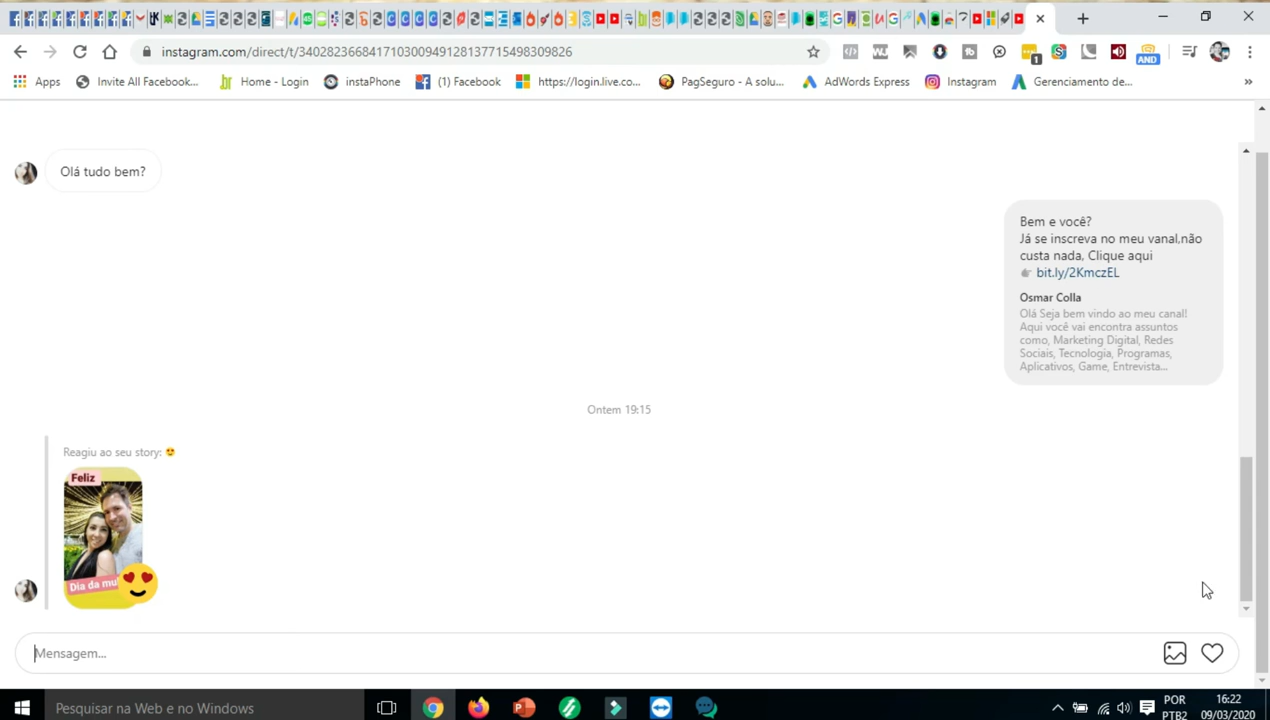 instagram.com/direct/t/340282366841710300949128137715498309826
1
AND
Apps
Invite All Facebook...
Home - Login
instaPhone
(1) Facebook
https://login.live.co...
PagSeguro - A solu...
AdWords Express
Instagram
Gerenciamento de...
»
Olá tudo bem?
Bem e você?
Já se inscreva no meu vanal,não
custa nada, Clique aqui
👉 bit.ly/2KmczEL
Osmar Colla
Olá Seja bem vindo ao meu canal!
Aqui você vai encontra assuntos
como, Marketing Digital, Redes
Sociais, Tecnologia, Programas,
Aplicativos, Game, Entrevista...
Ontem 19:15
Reagiu ao seu story: 😍
Feliz
Dia da mu
Mensagem...
Pesquisar na Web e no Windows
POR
PTB2
16:22
09/03/2020